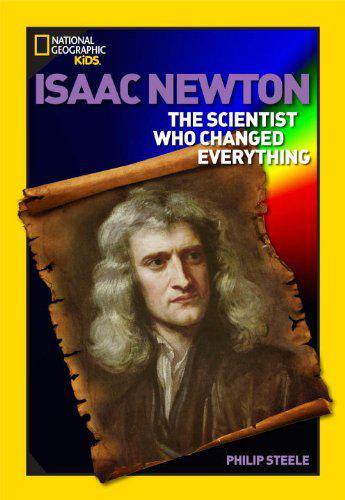 NATIONAL
GEOGRAPHIC
KiDS.
ISAAC NEWTON
THE SCIENTIST
WHO CHANGED
EVERYTHING
PHILIP STEELE